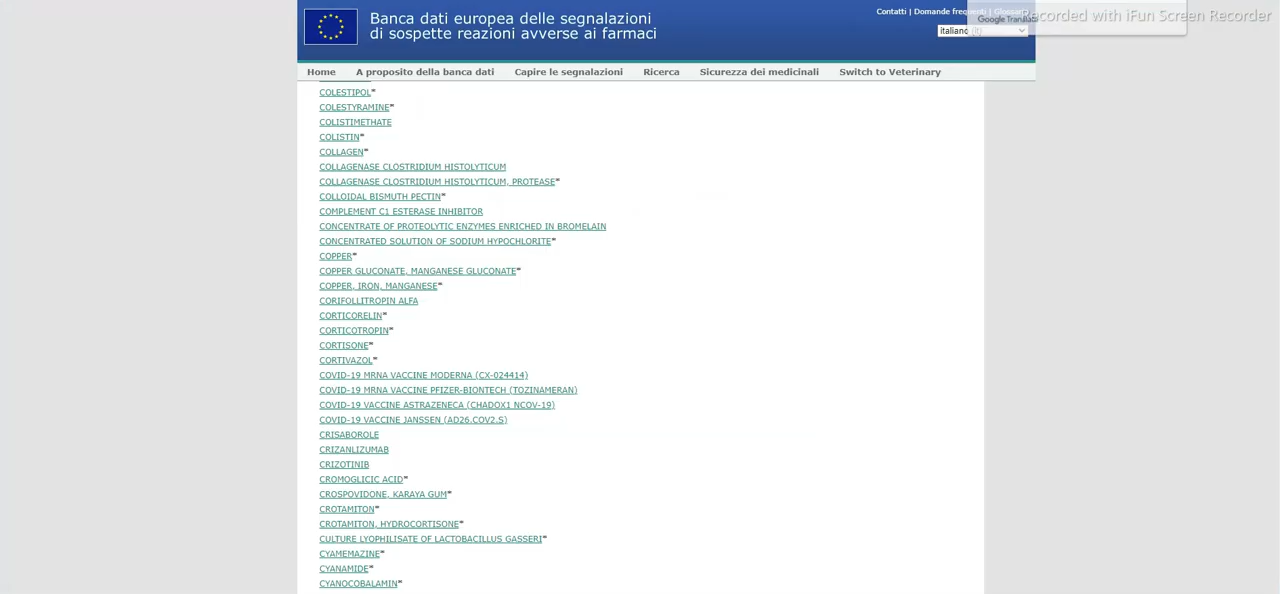 Banca dati europea delle segnalazioni
di sospette reazioni avverse ai farmaci
Contatti | Domande frequenti | Glossario
Google Translate
Recorded with iFun Screen Recorder
italiano (it)
Home A proposito della banca dati Capire le segnalazioni Ricerca Sicurezza dei medicinali Switch to Veterinary
COLESTIPOL*
COLESTYRAMINE*
COLISTIMETHATE
COLISTIN*
COLLAGEN*
COLLAGENASE CLOSTRIDIUM HISTOLYTICUM
COLLAGENASE CLOSTRIDIUM HISTOLYTICUM, PROTEASE*
COLLOIDAL BISMUTH PECTIN*
COMPLEMENT C1 ESTERASE INHIBITOR
CONCENTRATE OF PROTEOLYTIC ENZYMES ENRICHED IN BROMELAIN
CONCENTRATED SOLUTION OF SODIUM HYPOCHLORITE*
COPPER*
COPPER GLUCONATE, MANGANESE GLUCONATE*
COPPER, IRON, MANGANESE*
CORIFOLLITROPIN ALFA
CORTICORELIN*
CORTICOTROPIN*
CORTISONE*
CORTIVAZOL*
COVID-19 MRNA VACCINE MODERNA (CX-024414)
COVID-19 MRNA VACCINE PFIZER-BIONTECH (TOZINAMERAN)
COVID-19 VACCINE ASTRAZENECA (CHADOX1 NCOV-19)
COVID-19 VACCINE JANSSEN (AD26.COV2.S)
CRISABOROLE
CRIZANLIZUMAB
CRIZOTINIB
CROMOGLICIC ACID*
CROSPOVIDONE, KARAYA GUM*
CROTAMITON*
CROTAMITON, HYDROCORTISONE*
CULTURE LYOPHILISATE OF LACTOBACILLUS GASSERI*
CYAMEMAZINE*
CYANAMIDE*
CYANOCOBALAMIN*